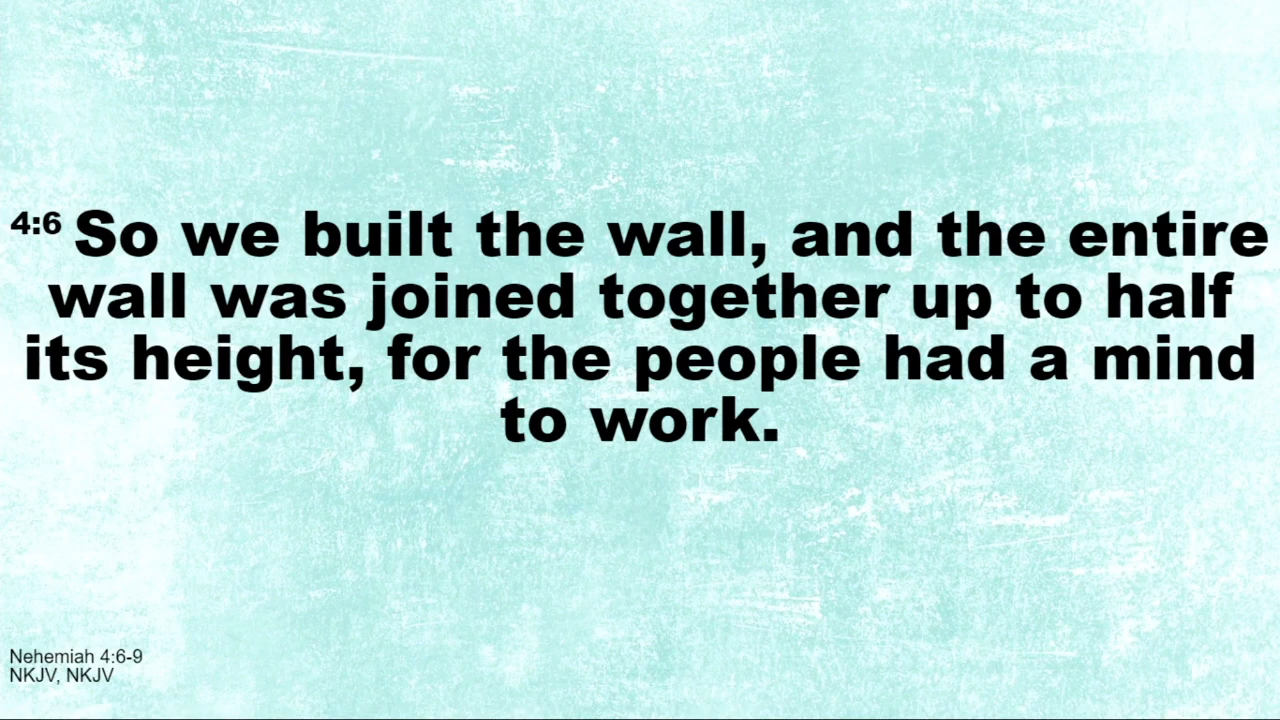 4:6 So we built the wall, and the entire
wall was joined together up to half
its height, for the people had a mind
to work.
Nehemiah 4:6-9
NKJV, NKJV